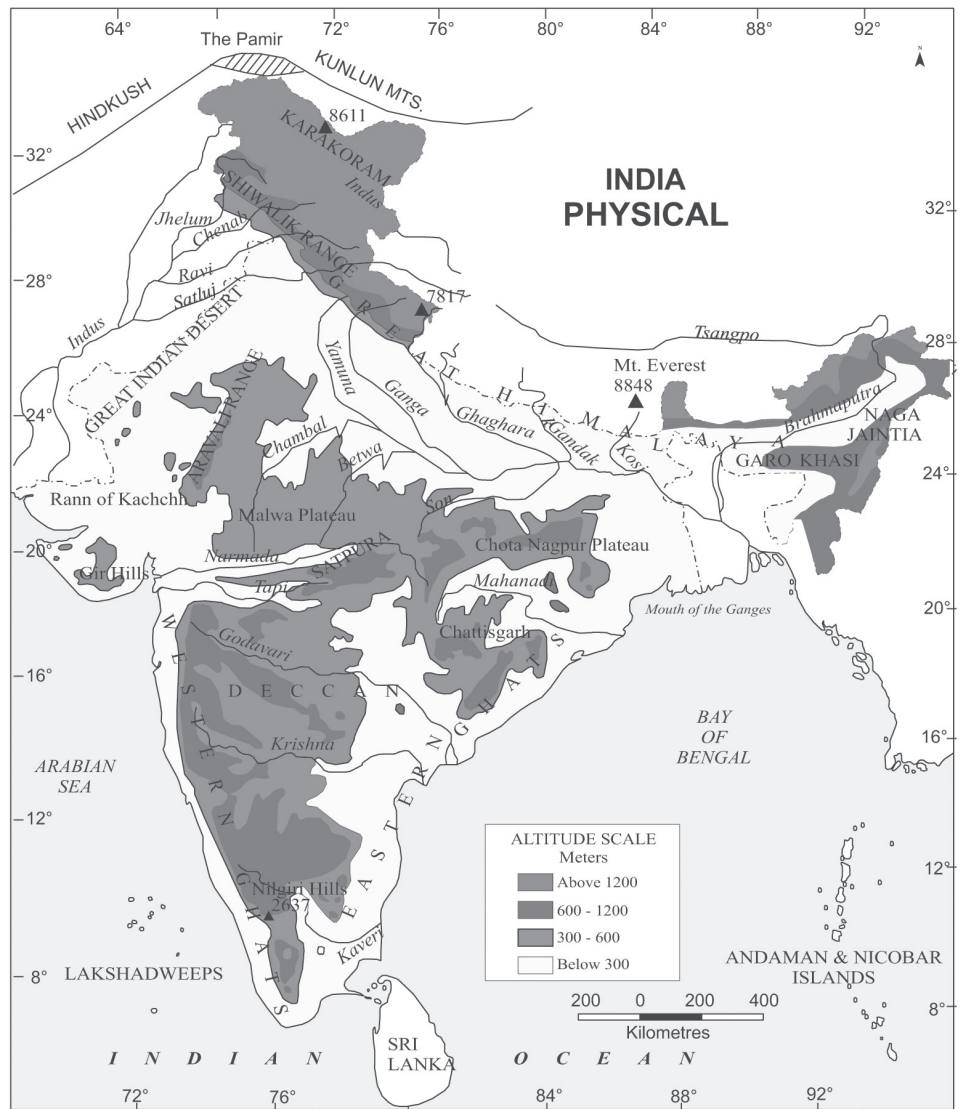 64°
72°
76°
80°
84°
88°
92°
The Pamir
N
HINDKUSH
KUNLUN MTS.
8611
KARAKORAM
32°
INDIA
PHYSICAL
Indus
SHIWALIK RANGE
32°
Jhelum
Chenab
Ravi
28°
Satluj
7817
Indus
GREAT HIMALAYA
Tsangpo
28°
GREAT INDIAN DESERT
Mt. Everest
8848
Yamuna
Ganga
ARAVALI RANGE
24°
Ghaghara
Gandak
Kosi
Brahmaputra
NAGA
JAINTIA
Chambal
Betwa
GARO KHASI
24°
Rann of Kachchh
Malwa Plateau
Son
20°
Narmada
SATPURA
Chota Nagpur Plateau
Gir Hills
Tapi
Mahanadi
Mouth of the Ganges
20°
Chattisgarh
WESTERN GHATS
Godavari
16°
DECCAN
EASTERN GHATS
Krishna
BAY
OF
BENGAL
16°
ARABIAN
SEA
12°
ALTITUDE SCALE
Meters
Above 1200
600 - 1200
300 - 600
Below 300
12°
Nilgiri Hills
2637
Kaveri
8°
LAKSHADWEEPS
ANDAMAN & NICOBAR
ISLANDS
200 0 200 400
Kilometres
8°
SRI
LANKA
INDIAN OCEAN
72°
76°
84°
88°
92°